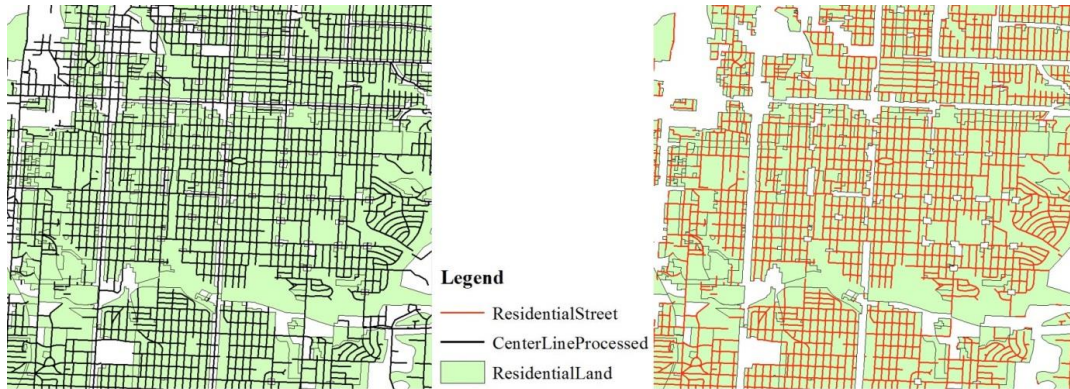 Legend
ResidentialStreet
CenterLineProcessed
ResidentialLand